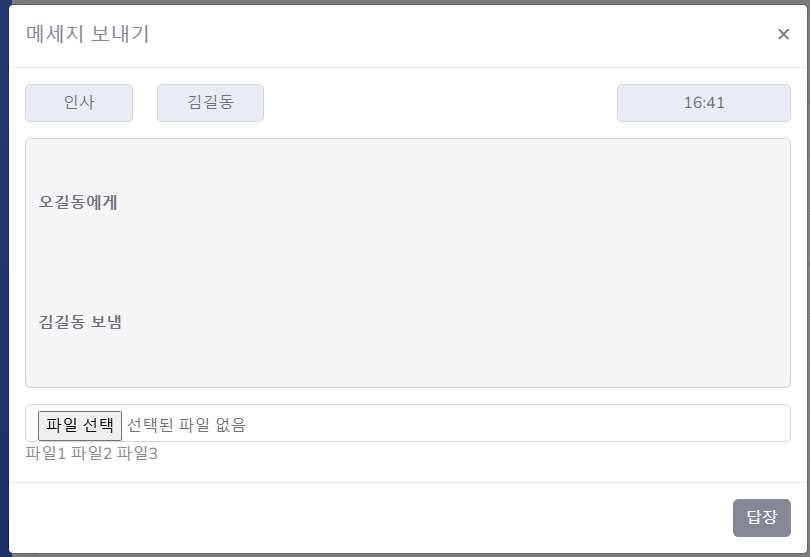 메세지 보내기 ×
인사 김길동 16:41
오길동에게
김길동 보냄
파일 선택 선택된 파일 없음
파일1 파일2 파일3
답장